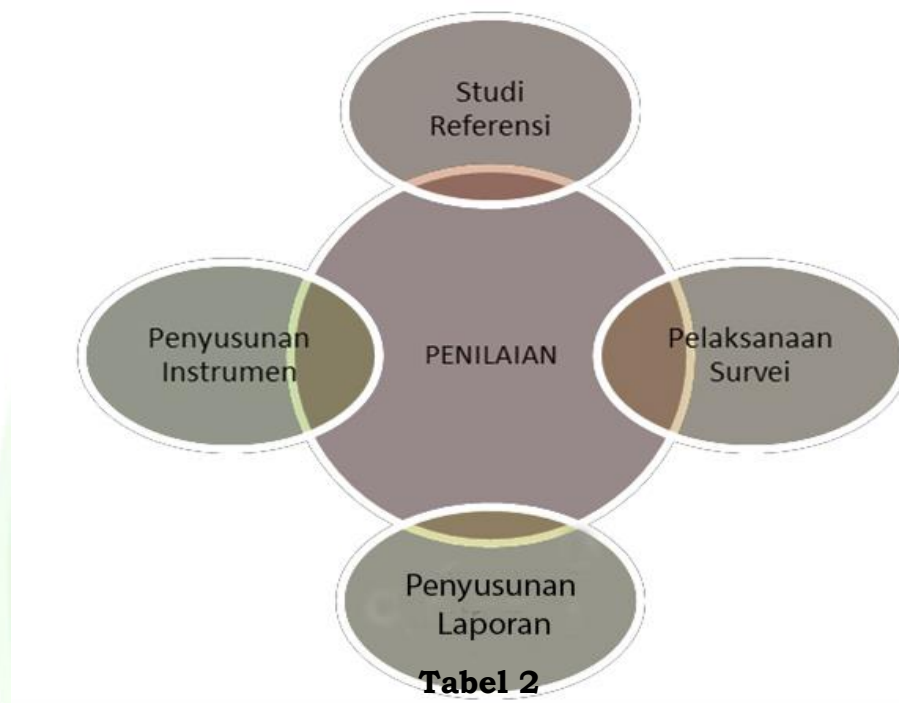 Studi
Referensi
Penyusunan
Instrumen
PENILAIAN
Pelaksanaan
Survei
Penyusunan
Laporan
Tabel 2